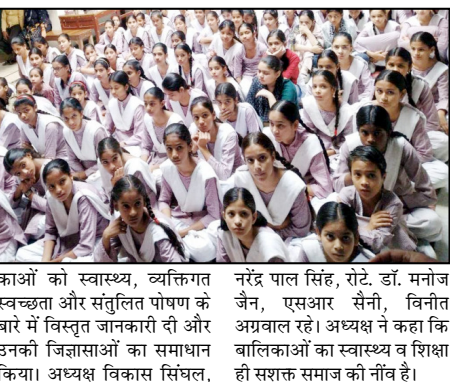 काओं को स्वास्थ्य, व्यक्तिगत
स्वच्छता और संतुलित पोषण के
बारे में विस्तृत जानकारी दी और
उनकी जिज्ञासाओं का समाधान
किया। अध्यक्ष विकास सिंघल,
नरेंद्र पाल सिंह, रोटे. डॉ. मनोज
जैन, एसआर सैनी, विनीत
अग्रवाल रहे। अध्यक्ष ने कहा कि
बालिकाओं का स्वास्थ्य व शिक्षा
ही सशक्त समाज की नींव है।